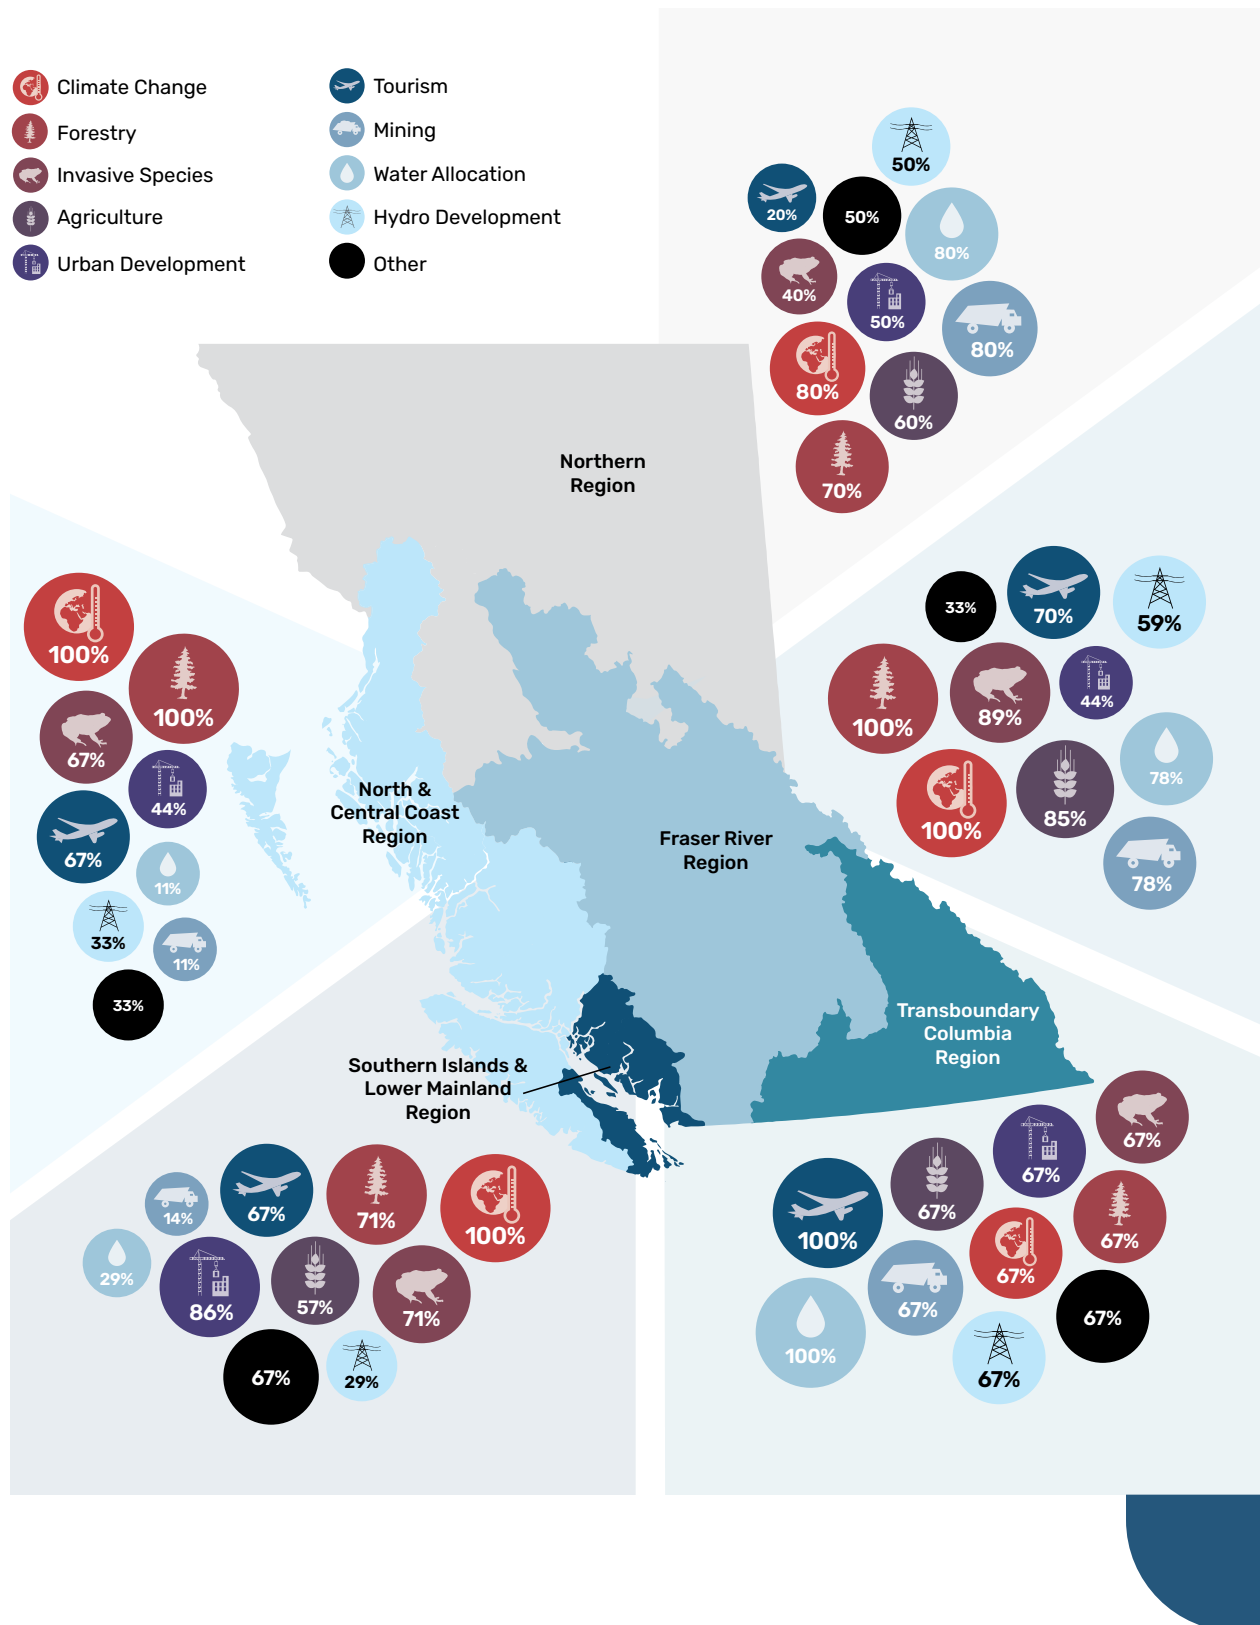 Climate Change
Forestry
Invasive Species
Agriculture
Urban Development
Tourism
Mining
Water Allocation
Hydro Development
Other
50%
20%
50%
80%
40%
50%
80%
80%
60%
70%
Northern
Region
33%
70%
59%
100%
89%
44%
78%
100%
85%
78%
100%
100%
67%
44%
67%
11%
33%
11%
33%
North &
Central Coast
Region
Fraser River
Region
Transboundary
Columbia
Region
Southern Islands &
Lower Mainland
Region
14%
67%
71%
100%
29%
86%
57%
71%
67%
29%
67%
67%
67%
100%
67%
67%
67%
67%
100%
67%